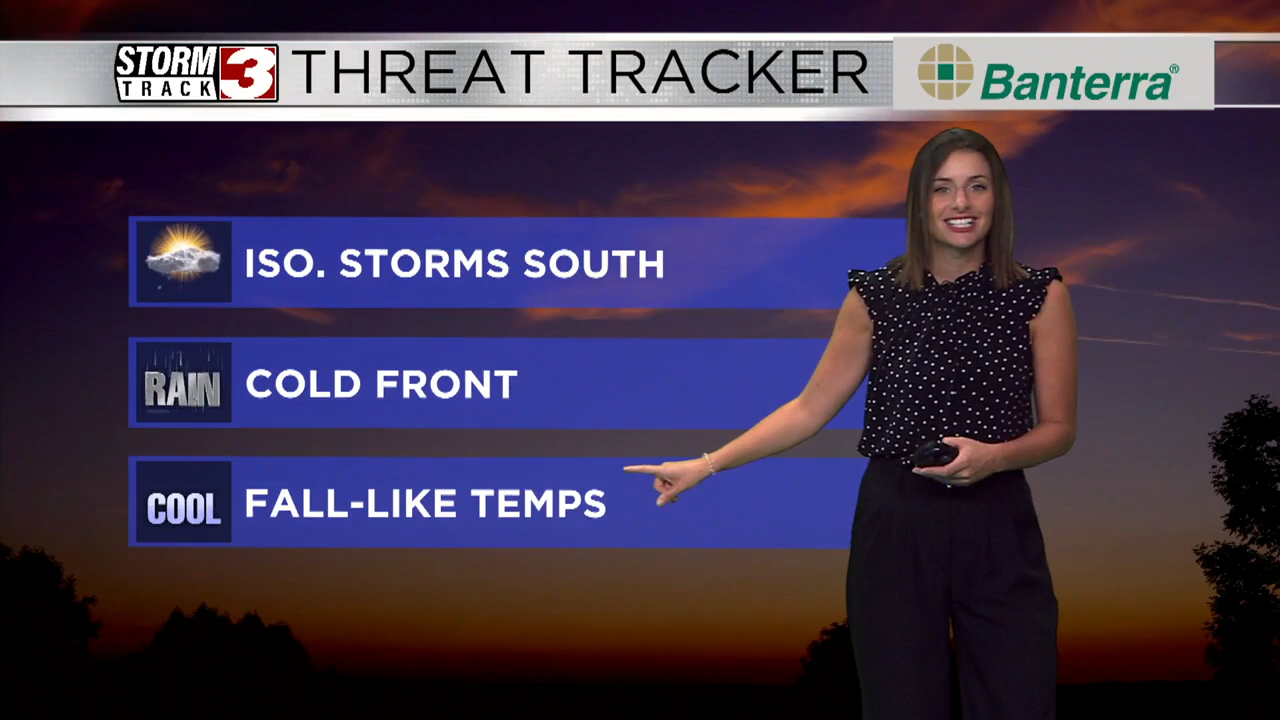 STORM TRACK 3 THREAT TRACKER Banterra®
ISO. STORMS SOUTH
RAIN COLD FRONT
COOL FALL-LIKE TEMPS